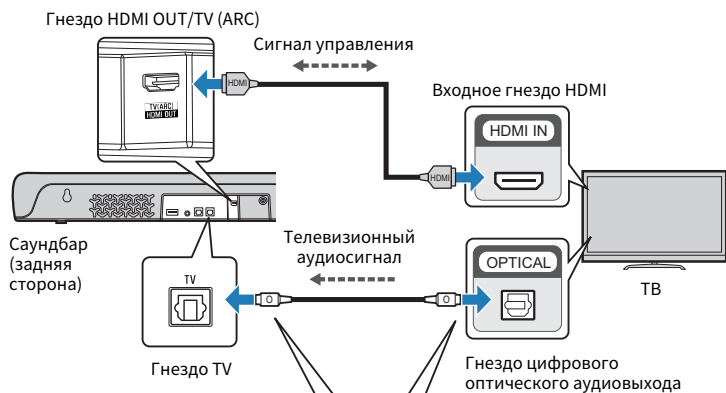 Гнездо HDMI OUT/TV (ARC)
Сигнал управления
HDMI
TV(ARC)
HDMI OUT
Входное гнездо HDMI
HDMI IN
HDMI
Саундбар
(задняя
сторона)
Телевизионный
аудиосигнал
OPTICAL
TV
ТВ
Гнездо TV
Гнездо цифрового
оптического аудиовыхода